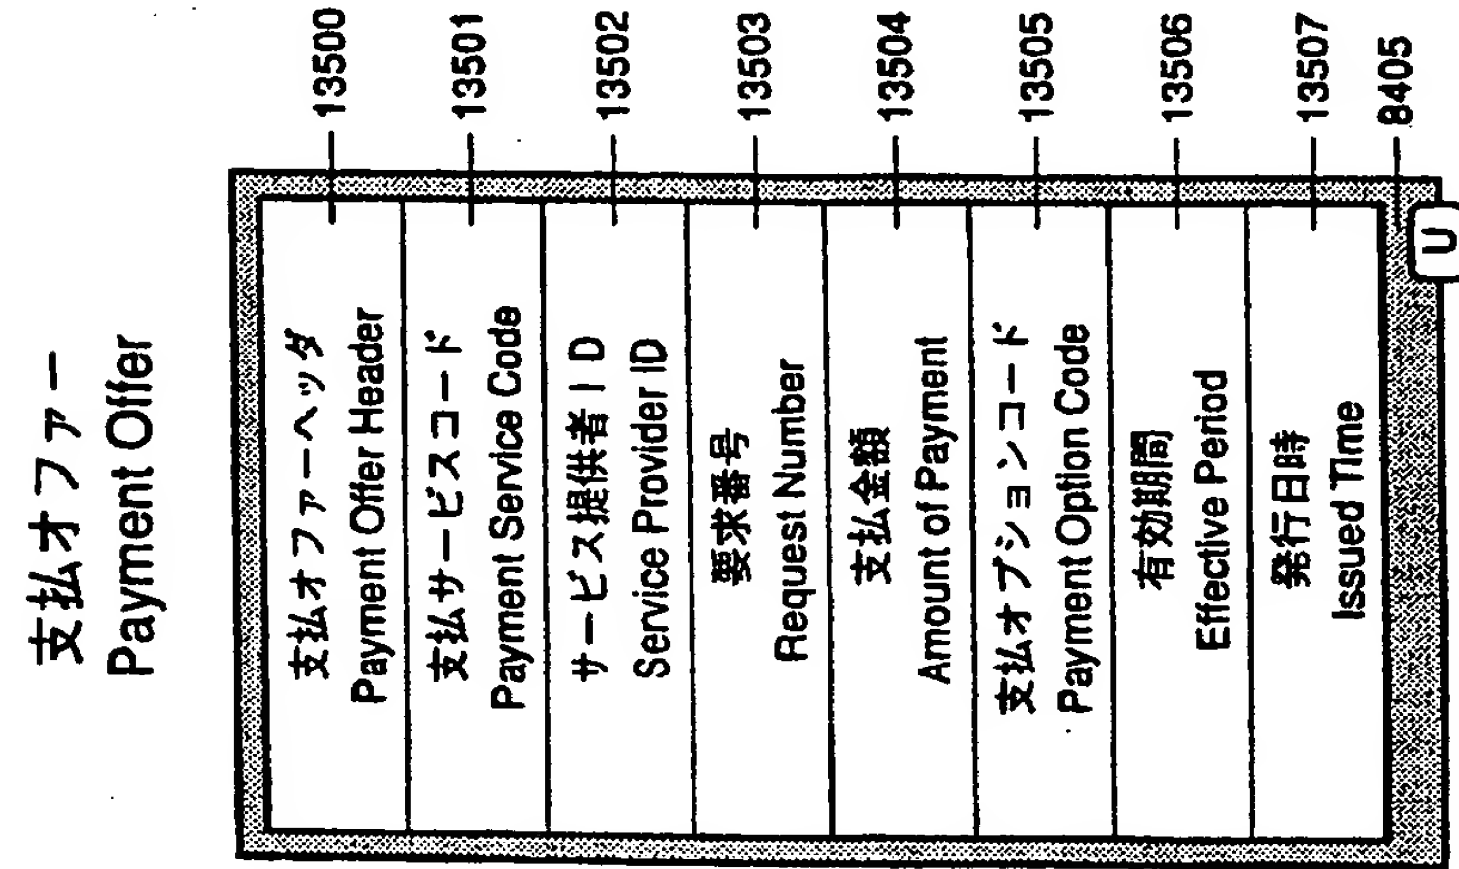 支払オファー
Payment Offer
支払オファーヘッダ
Payment Offer Header
13500
支払サービスコード
Payment Service Code
13501
サービス提供者ID
Service Provider ID
13502
要求番号
Request Number
13503
支払金額
Amount of Payment
13504
支払オプションコード
Payment Option Code
13505
有効期間
Effective Period
13506
発行日時
Issued Time
13507
8405
U